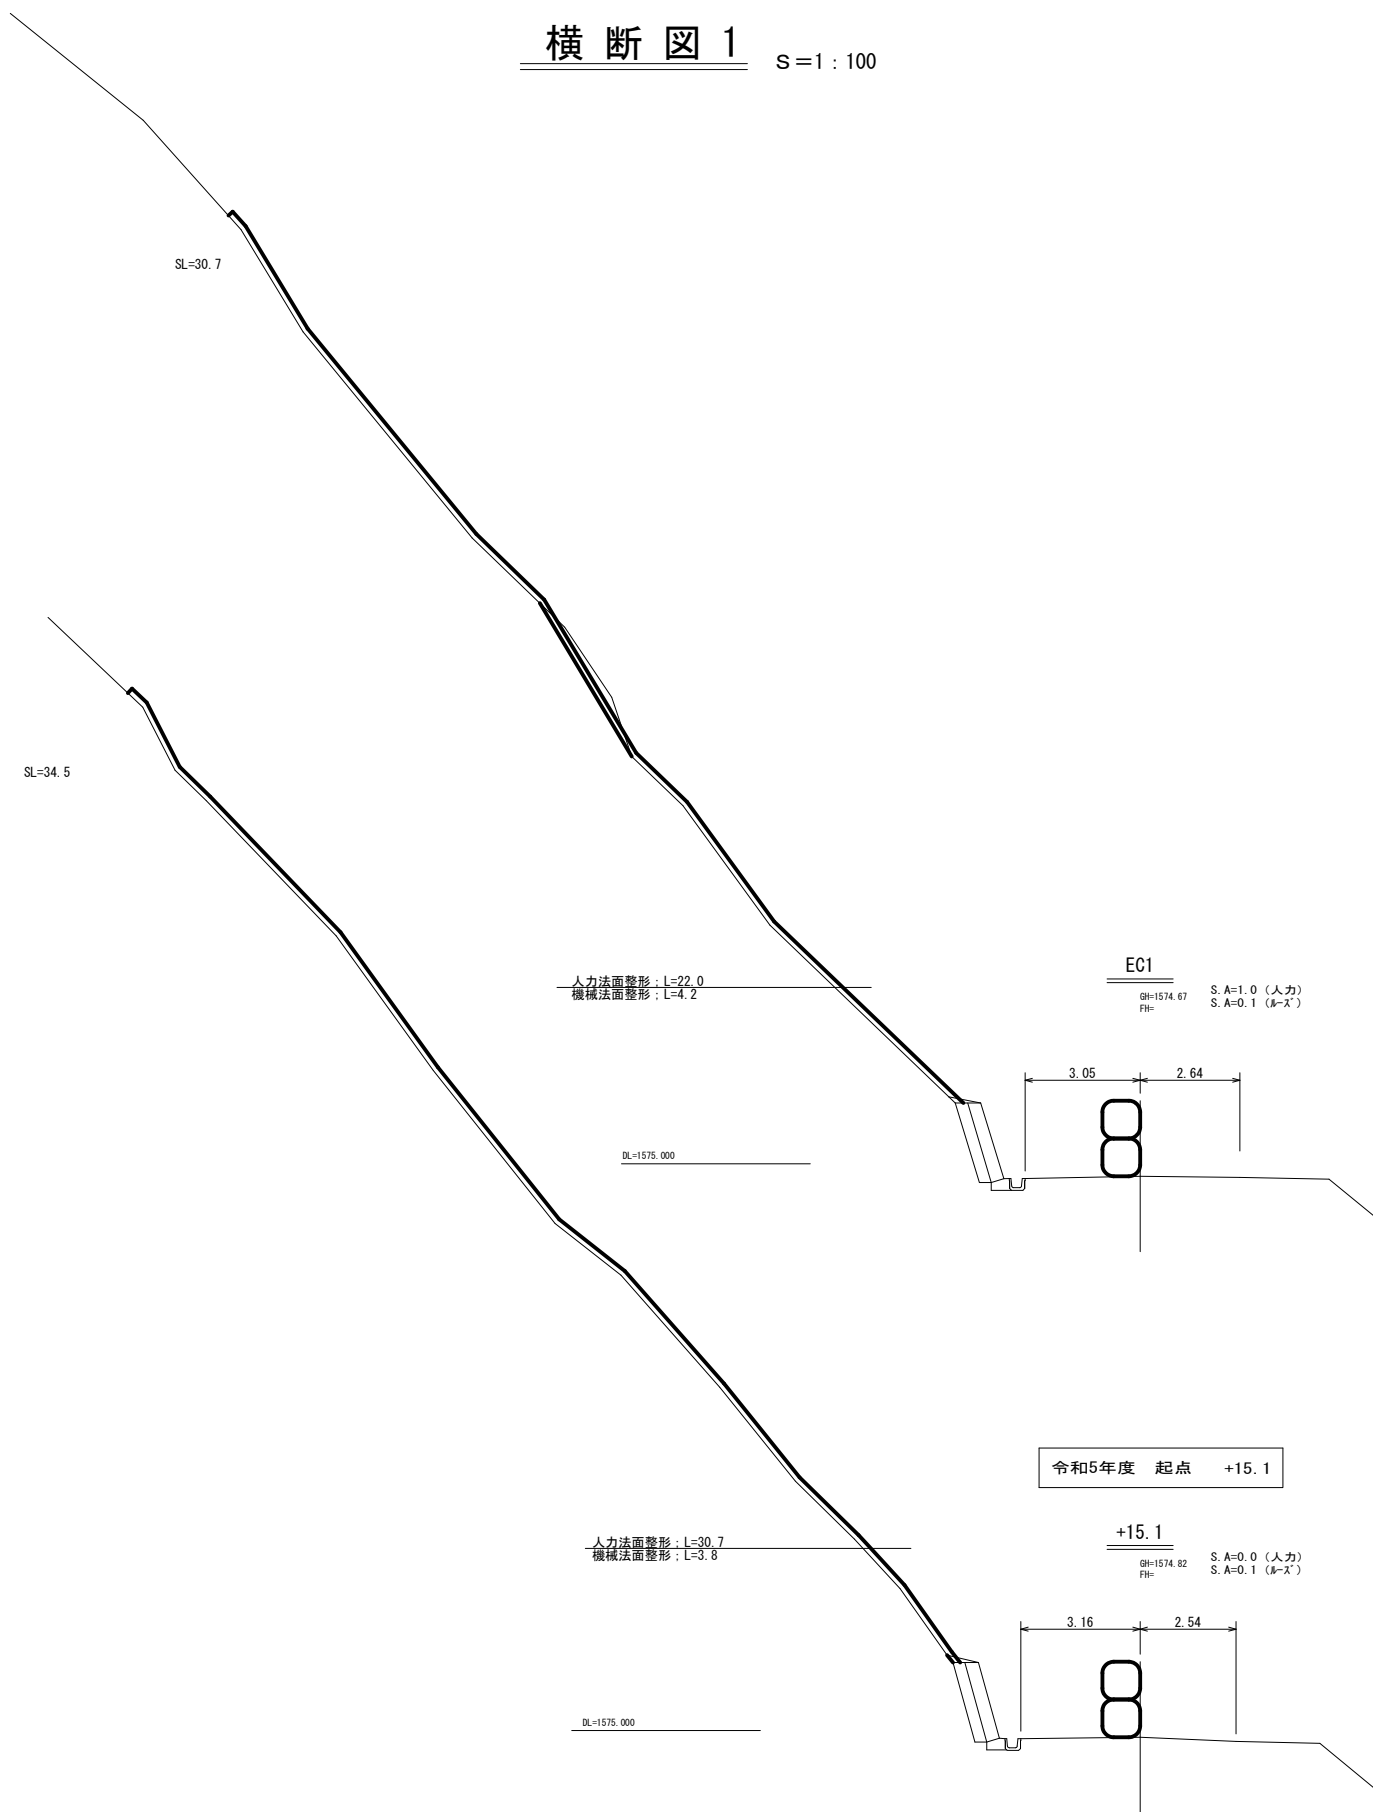 横断図1
S=1:100
SL=30.7
SL=34.5
人力法面整形;L=22.0
機械法面整形;L=4.2
EC1
GH=1574.67
FH=
S.A=1.0(人力)
S.A=0.1(ルーズ)
3.05
2.64
DL=1575.000
令和5年度 起点 +15.1
人力法面整形;L=30.7
機械法面整形;L=3.8
+15.1
GH=1574.82
FH=
S.A=0.0(人力)
S.A=0.1(ルーズ)
3.16
2.54
DL=1575.000